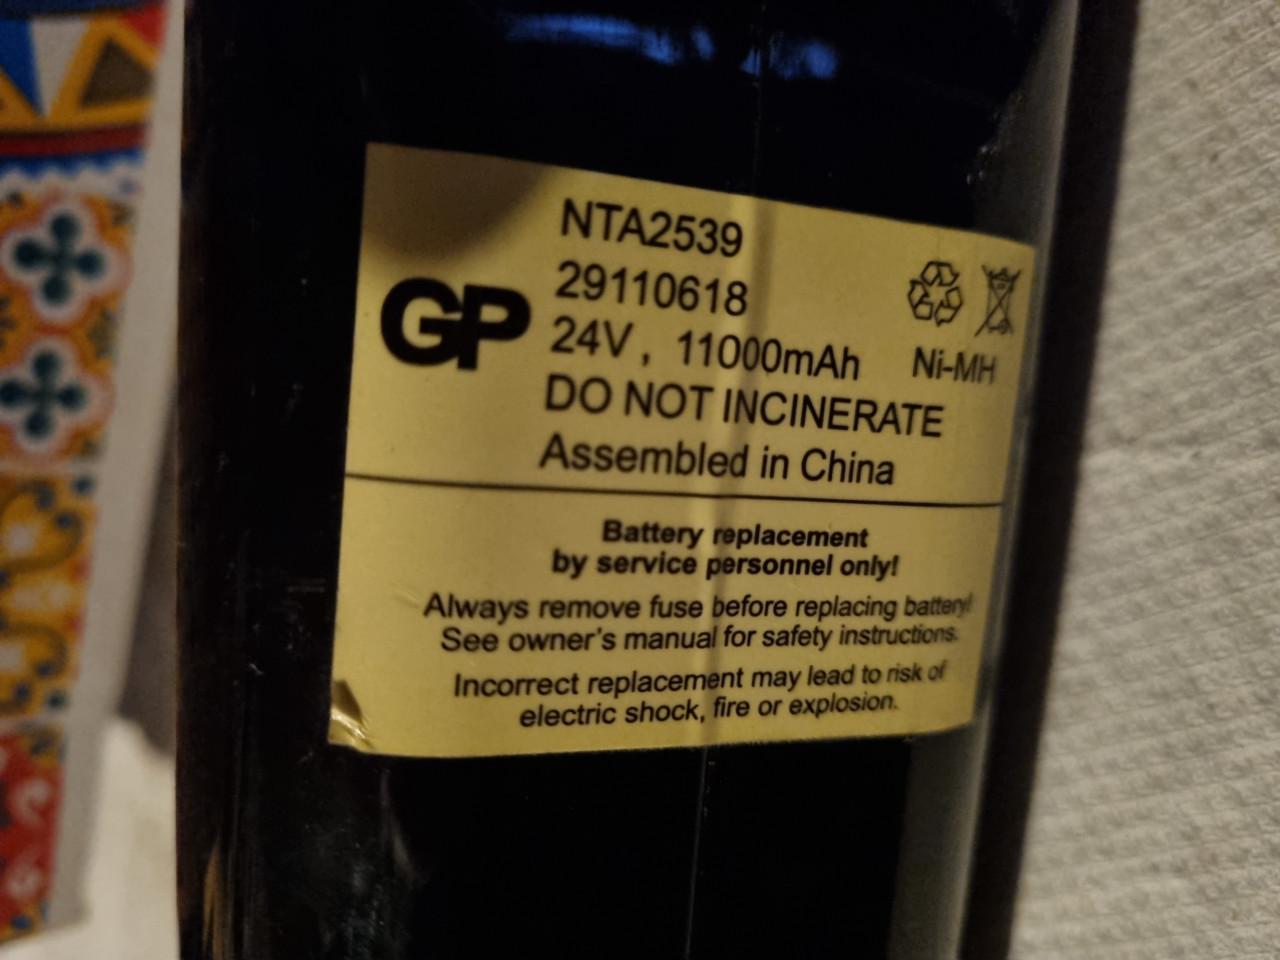 GP
NTA2539
29110618
24V, 11000mAh
Ni-MH
DO NOT INCINERATE
Assembled in China
Battery replacement
by service personnel only!
Always remove fuse before replacing battery!
See owner's manual for safety instructions.
Incorrect replacement may lead to risk of
electric shock, fire or explosion.